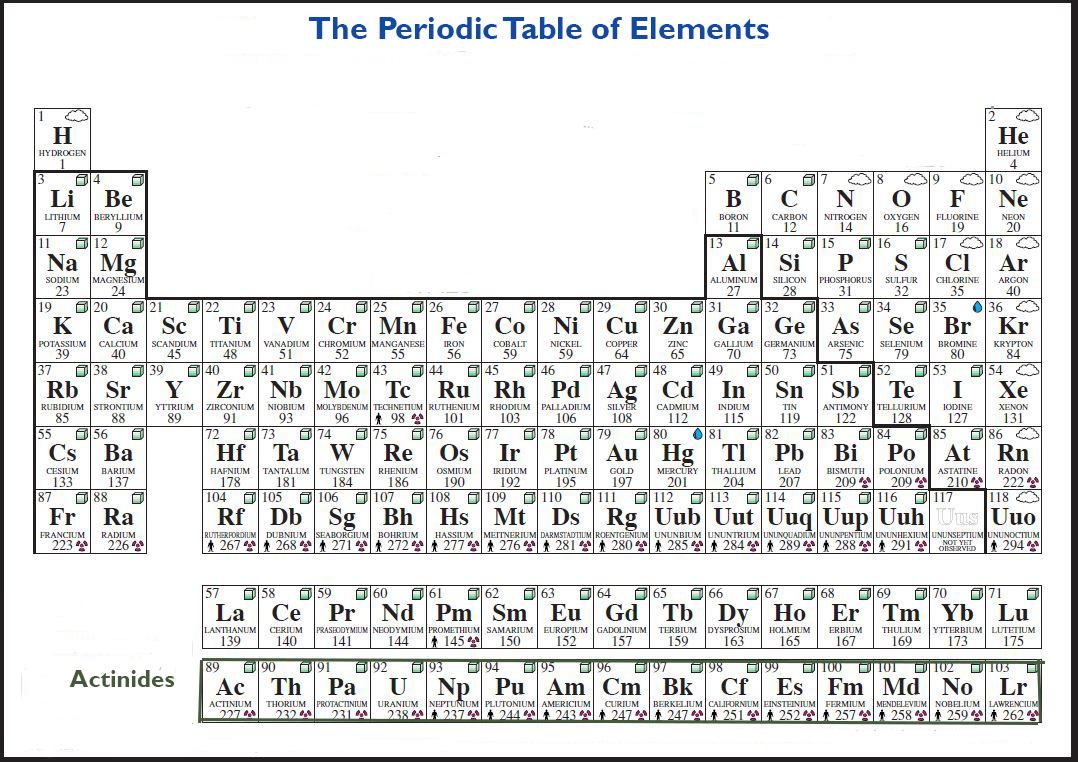 The Periodic Table of Elements
1 2
H He
HYDROGEN HELIUM
1 4
3 4 5 6 7 8 9 10
Li Be B C N O F Ne
LITHIUM BERYLLIUM BORON CARBON NITROGEN OXYGEN FLUORINE NEON
7 9 11 12 14 16 19 20
11 12 13 14 15 16 17 18
Na Mg Al Si P S Cl Ar
SODIUM MAGNESIUM ALUMINUM SILICON PHOSPHORUS SULFUR CHLORINE ARGON
23 24 27 28 31 32 35 40
19 20 21 22 23 24 25 26 27 28 29 30 31 32 33 34 35 36
K Ca Sc Ti V Cr Mn Fe Co Ni Cu Zn Ga Ge As Se Br Kr
POTASSIUM CALCIUM SCANDIUM TITANIUM VANADIUM CHROMIUM MANGANESE IRON COBALT NICKEL COPPER ZINC GALLIUM GERMANIUM ARSENIC SELENIUM BROMINE KRYPTON
39 40 45 48 51 52 55 56 59 59 64 65 70 73 75 79 80 84
37 38 39 40 41 42 43 44 45 46 47 48 49 50 51 52 53 54
Rb Sr Y Zr Nb Mo Tc Ru Rh Pd Ag Cd In Sn Sb Te I Xe
RUBIDIUM STRONTIUM YTTRIUM ZIRCONIUM NIOBIUM MOLYBDENUM TECHNETIUM RUTHENIUM RHODIUM PALLADIUM SILVER CADMIUM INDIUM TIN ANTIMONY TELLURIUM IODINE XENON
85 88 89 91 93 96 98 101 103 106 108 112 115 119 122 128 127 131
55 56 72 73 74 75 76 77 78 79 80 81 82 83 84 85 86
Cs Ba Hf Ta W Re Os Ir Pt Au Hg Tl Pb Bi Po At Rn
CESIUM BARIUM HAFNIUM TANTALUM TUNGSTEN RHENIUM OSMIUM IRIDIUM PLATINUM GOLD MERCURY THALLIUM LEAD BISMUTH POLONIUM ASTATINE RADON
133 137 178 181 184 186 190 192 195 197 201 204 207 209 209 210 222
87 88 104 105 106 107 108 109 110 111 112 113 114 115 116 117 118
Fr Ra Rf Db Sg Bh Hs Mt Ds Rg Uub Uut Uuq Uup Uuh Uus Uuo
FRANCIUM RADIUM RUTHERFORDIUM DUBNIUM SEABORGIUM BOHRIUM HASSIUM MEITNERIUM DARMSTADTIUM ROENTGENIUM UNUNBIUM UNUNTRIUM UNUNQUADIUM UNUNPENTIUM UNUNHEXIUM UNUNSEPTIUM UNUNOCTIUM
223 226 267 268 271 272 277 276 281 280 285 284 289 288 291 NOT YET OBSERVED 294
57 58 59 60 61 62 63 64 65 66 67 68 69 70 71
La Ce Pr Nd Pm Sm Eu Gd Tb Dy Ho Er Tm Yb Lu
LANTHANUM CERIUM PRASEODYMIUM NEODYMIUM PROMETHIUM SAMARIUM EUROPIUM GADOLINIUM TERBIUM DYSPROSIUM HOLMIUM ERBIUM THULIUM YTTERBIUM LUTETIUM
139 140 141 144 145 150 152 157 159 163 165 167 169 173 175
Actinides
89 90 91 92 93 94 95 96 97 98 99 100 101 102 103
Ac Th Pa U Np Pu Am Cm Bk Cf Es Fm Md No Lr
ACTINIUM THORIUM PROTACTINIUM URANIUM NEPTUNIUM PLUTONIUM AMERICIUM CURIUM BERKELIUM CALIFORNIUM EINSTEINIUM FERMIUM MENDELEVIUM NOBELIUM LAWRENCIUM
227 232 231 238 237 244 243 247 247 251 252 257 258 259 262